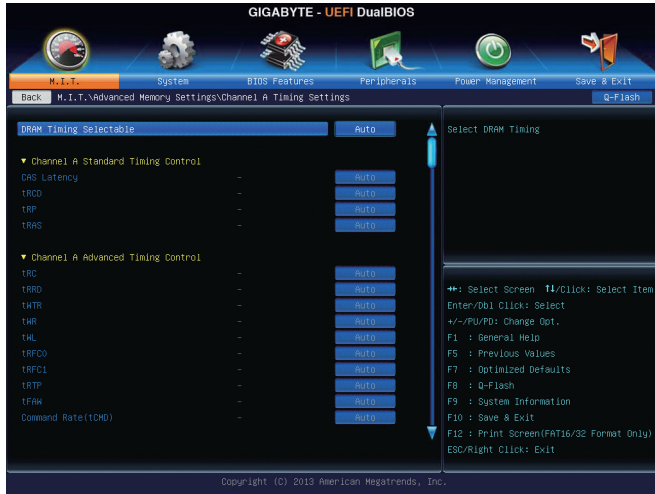 GIGABYTE - UEFI DualBIOS
M.I.T. System BIOS Features Peripherals Power Management Save & Exit
Back M.I.T.\Advanced Memory Settings\Channel A Timing Settings Q-Flash
DRAM Timing Selectable Auto
▼ Channel A Standard Timing Control
CAS Latency - Auto
tRCD - Auto
tRP - Auto
tRAS - Auto
▼ Channel A Advanced Timing Control
tRC - Auto
tRRD - Auto
tWTR - Auto
tWR - Auto
tWL - Auto
tRFC0 - Auto
tRFC1 - Auto
tRTP - Auto
tFAW - Auto
Command Rate(tCMD) - Auto
Select DRAM Timing
→←: Select Screen ↑↓/Click: Select Item
Enter/Dbl Click: Select
+/-/PU/PD: Change Opt.
F1 : General Help
F5 : Previous Values
F7 : Optimized Defaults
F8 : Q-Flash
F9 : System Information
F10 : Save & Exit
F12 : Print Screen(FAT16/32 Format Only)
ESC/Right Click: Exit
Copyright (C) 2013 American Megatrends, Inc.